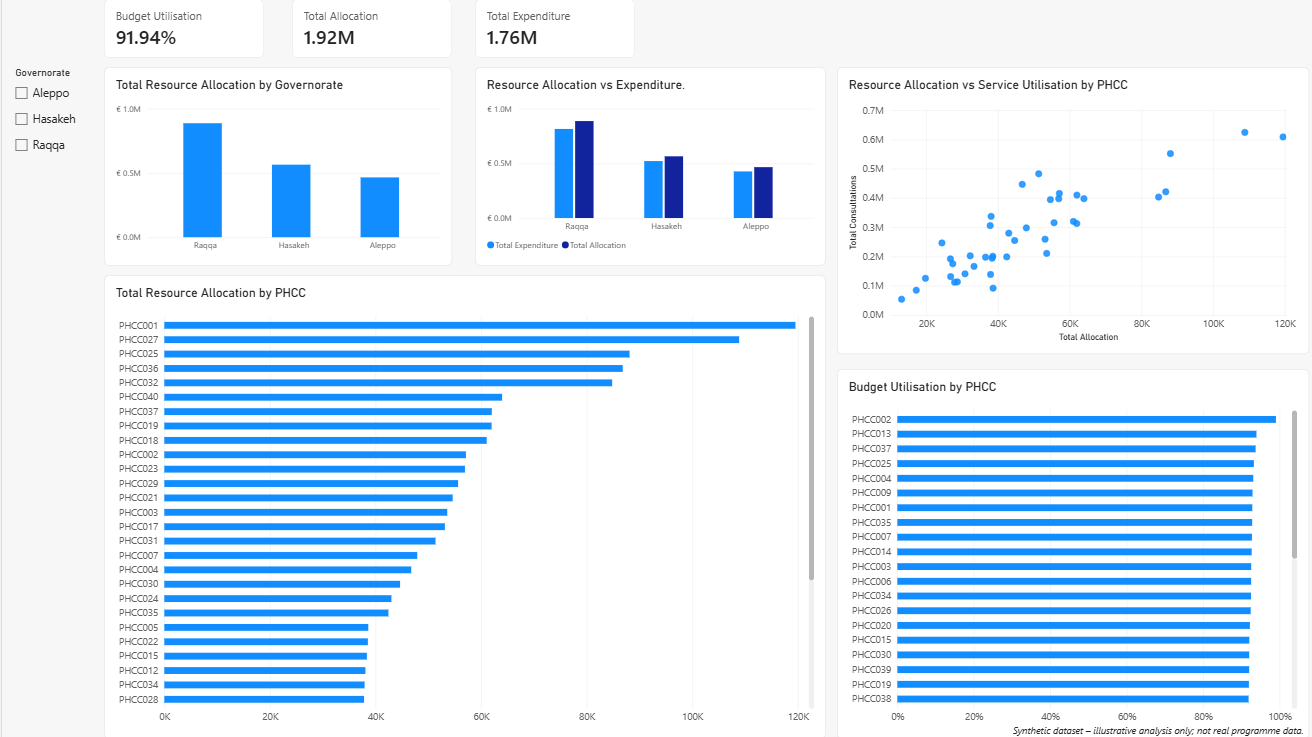 Budget Utilisation
91.94%
Total Allocation
1.92M
Total Expenditure
1.76M
Governorate
Aleppo
Hasakeh
Raqqa
Total Resource Allocation by Governorate
€ 1.0M
€ 0.5M
€ 0.0M
Raqqa
Hasakeh
Aleppo
Resource Allocation vs Expenditure.
€ 1.0M
€ 0.5M
€ 0.0M
Raqqa
Hasakeh
Aleppo
Total Expenditure Total Allocation
Resource Allocation vs Service Utilisation by PHCC
Total Consultations
0.7M
0.6M
0.5M
0.4M
0.3M
0.2M
0.1M
0.0M
20K 40K 60K 80K 100K 120K
Total Allocation
Total Resource Allocation by PHCC
PHCC001
PHCC027
PHCC025
PHCC036
PHCC032
PHCC040
PHCC037
PHCC019
PHCC018
PHCC002
PHCC023
PHCC029
PHCC021
PHCC003
PHCC017
PHCC031
PHCC007
PHCC004
PHCC030
PHCC024
PHCC035
PHCC005
PHCC022
PHCC015
PHCC012
PHCC034
PHCC028
0K 20K 40K 60K 80K 100K 120K
Budget Utilisation by PHCC
PHCC002
PHCC013
PHCC037
PHCC025
PHCC004
PHCC009
PHCC001
PHCC035
PHCC007
PHCC014
PHCC003
PHCC006
PHCC034
PHCC026
PHCC020
PHCC015
PHCC030
PHCC039
PHCC019
PHCC038
0% 20% 40% 60% 80% 100%
Synthetic dataset – illustrative analysis only; not real programme data.